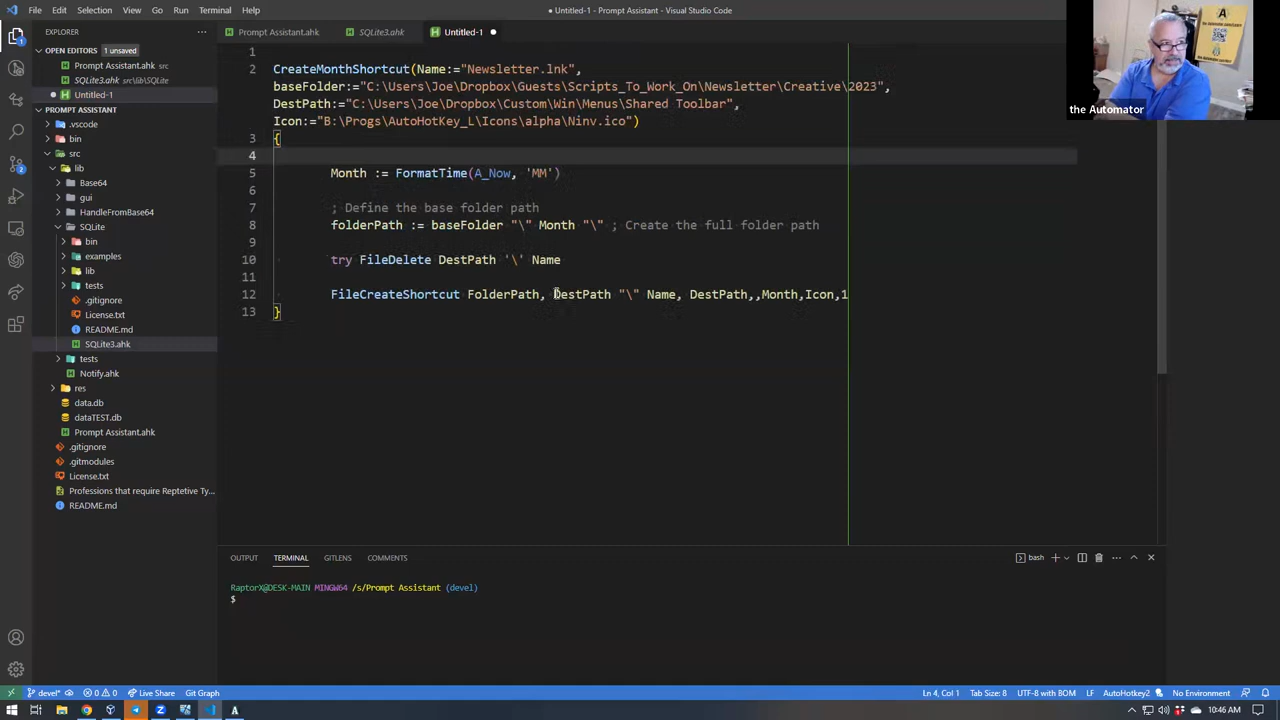 File Edit Selection View Go Run Terminal Help
● Untitled-1 - Prompt Assistant - Visual Studio Code
EXPLORER ···
OPEN EDITORS 1 unsaved
Prompt Assistant.ahk src
SQLite3.ahk src\lib\SQLite
● Untitled-1
PROMPT ASSISTANT
.vscode
bin
src
lib
Base64
gui
HandleFromBase64
SQLite
bin
examples
lib
tests
.gitignore
License.txt
README.md
SQLite3.ahk
tests
Notify.ahk
res
data.db
dataTEST.db
Prompt Assistant.ahk
.gitignore
.gitmodules
License.txt
Professions that require Reptetive Ty...
README.md
Prompt Assistant.ahk SQLite3.ahk Untitled-1 ●
1
2 CreateMonthShortcut(Name:="Newsletter.lnk",
baseFolder:="C:\Users\Joe\Dropbox\Guests\Scripts_To_Work_On\Newsletter\Creative\2023",
DestPath:="C:\Users\Joe\Dropbox\Custom\Win\Menus\Shared Toolbar",
Icon:="B:\Progs\AutoHotKey_L\Icons\alpha\Ninv.ico")
3 {
4
5 Month := FormatTime(A_Now, 'MM')
6
7 ; Define the base folder path
8 folderPath := baseFolder "\" Month "\" ; Create the full folder path
9
10 try FileDelete DestPath '\' Name
11
12 FileCreateShortcut FolderPath, DestPath "\" Name, DestPath,,Month,Icon,1
13 }
the Automator
OUTPUT TERMINAL GITLENS COMMENTS
bash
RaptorX@DESK-MAIN MINGW64 /s/Prompt Assistant (devel)
$
devel* 0 0 Live Share Git Graph
Ln 4, Col 1 Tab Size: 8 UTF-8 with BOM LF AutoHotkey2 No Environment
10:46 AM